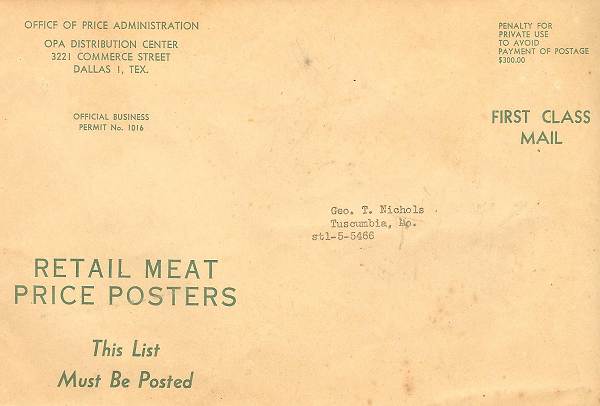 OFFICE OF PRICE ADMINISTRATION
OPA DISTRIBUTION CENTER
3221 COMMERCE STREET
DALLAS 1, TEX.
OFFICIAL BUSINESS
PERMIT No. 1016
PENALTY FOR
PRIVATE USE
TO AVOID
PAYMENT OF POSTAGE
$300.00
FIRST CLASS
MAIL
Geo. T. Nichols
Tuscumbia, Mo.
stl-5-5466
RETAIL MEAT
PRICE POSTERS
This List
Must Be Posted